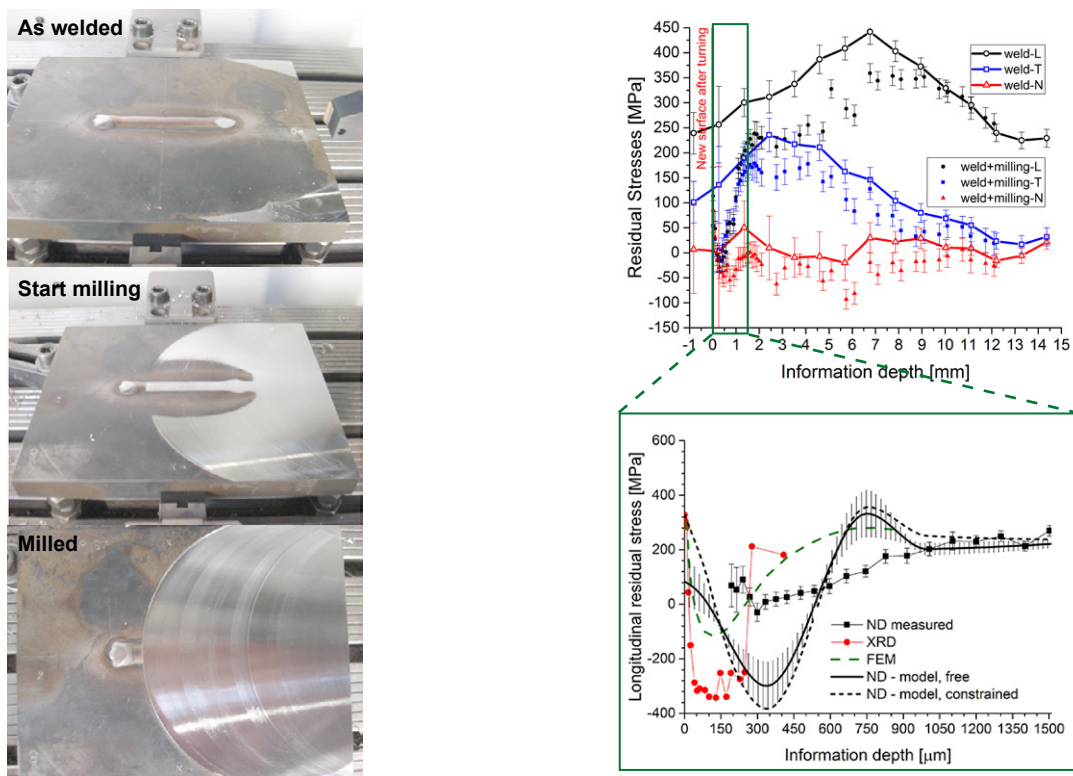 As welded
Start milling
Milled
450
400
350
300
250
200
150
100
50
0
-50
-100
-150
Residual Stresses [MPa]
New surface after turning
weld-L
weld-T
weld-N
weld+milling-L
weld+milling-T
weld+milling-N
-1 0 1 2 3 4 5 6 7 8 9 10 11 12 13 14 15
Information depth [mm]
600
400
200
0
-200
-400
Longitudinal residual stress [MPa]
ND measured
XRD
FEM
ND - model, free
ND - model, constrained
0 150 300 450 600 750 900 1050 1200 1350 1500
Information depth [μm]